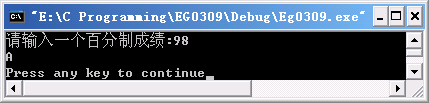 "E:\C Programming\EG0309\Debug\Eg0309.exe"
请输入一个百分制成绩:98
A
Press any key to continue